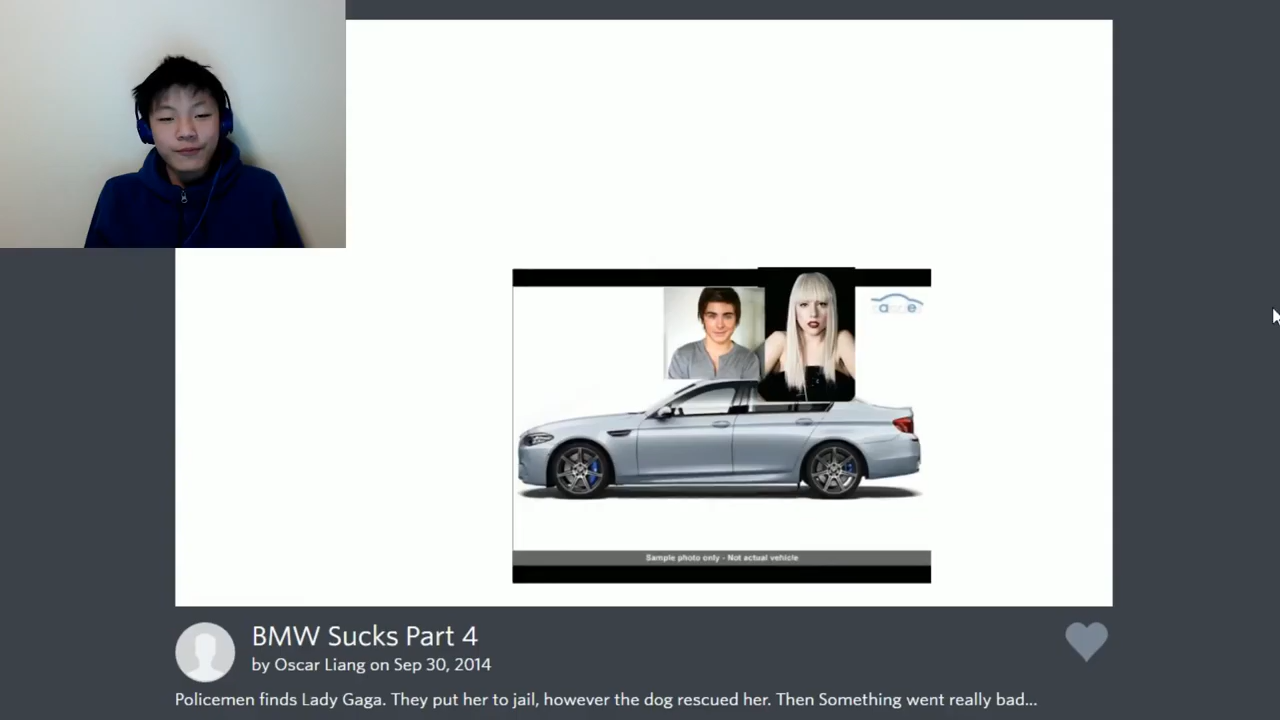 Sample photo only - Not actual vehicle
BMW Sucks Part 4
by Oscar Liang on Sep 30, 2014
Policemen finds Lady Gaga. They put her to jail, however the dog rescued her. Then Something went really bad...